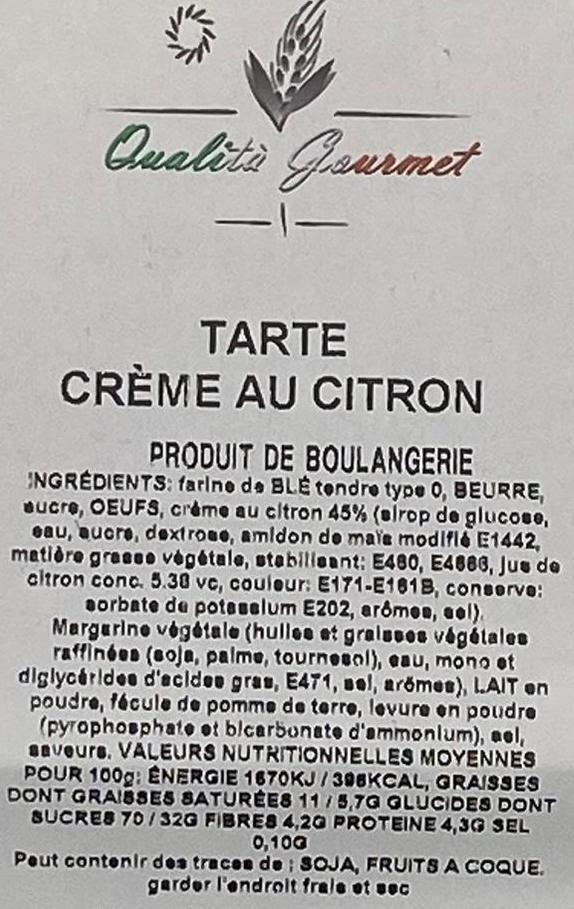 Qualità Gourmet
TARTE
CRÈME AU CITRON
PRODUIT DE BOULANGERIE
INGRÉDIENTS: farine de BLÉ tendre type 0, BEURRE,
sucre, OEUFS, crème au citron 45% (sirop de glucose,
eau, sucre, dextrose, amidon de maïs modifié E1442,
matière grasse végétale, stabilisant: E460, E466, jus de
citron conc. 5.38 vc, couleur: E171-E161B, conserve:
sorbate de potassium E202, arômes, sel).
Margarine végétale (huiles et graisses végétales
raffinées (soja, palme, tournesol), eau, mono et
diglycérides d'acides gras, E471, sel, arômes), LAIT en
poudre, fécule de pomme de terre, levure en poudre
(pyrophosphate et bicarbonate d'ammonium), sel,
saveurs. VALEURS NUTRITIONNELLES MOYENNES
POUR 100g: ÉNERGIE 1670KJ / 398KCAL, GRAISSES
DONT GRAISSES SATURÉES 11 / 5,7G GLUCIDES DONT
SUCRES 70 / 32G FIBRES 4,2G PROTEINE 4,3G SEL
0,10G
Peut contenir des traces de : SOJA, FRUITS A COQUE.
garder l'endroit frais et sec